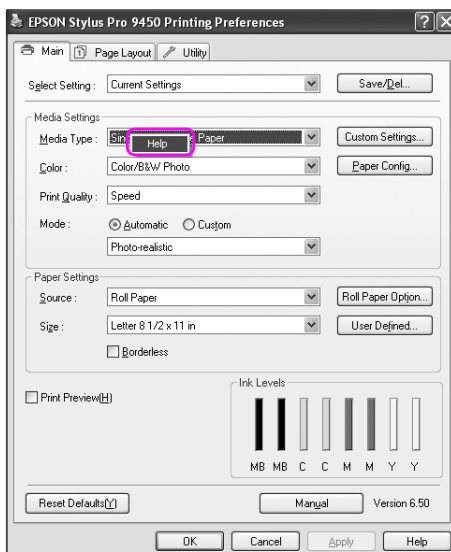 EPSON Stylus Pro 9450 Printing Preferences
Main Page Layout Utility
Select Setting : Current Settings Save/Del...
Media Settings
Media Type : Paper Custom Settings...
Help
Color : Color/B&W Photo Paper Config...
Print Quality : Speed
Mode : Automatic Custom
Photo-realistic
Paper Settings
Source : Roll Paper Roll Paper Option...
Size : Letter 8 1/2 x 11 in User Defined...
Borderless
Print Preview(H)
Ink Levels
MB MB C C M M Y Y
Reset Defaults(Y) Manual Version 6.50
OK Cancel Apply Help